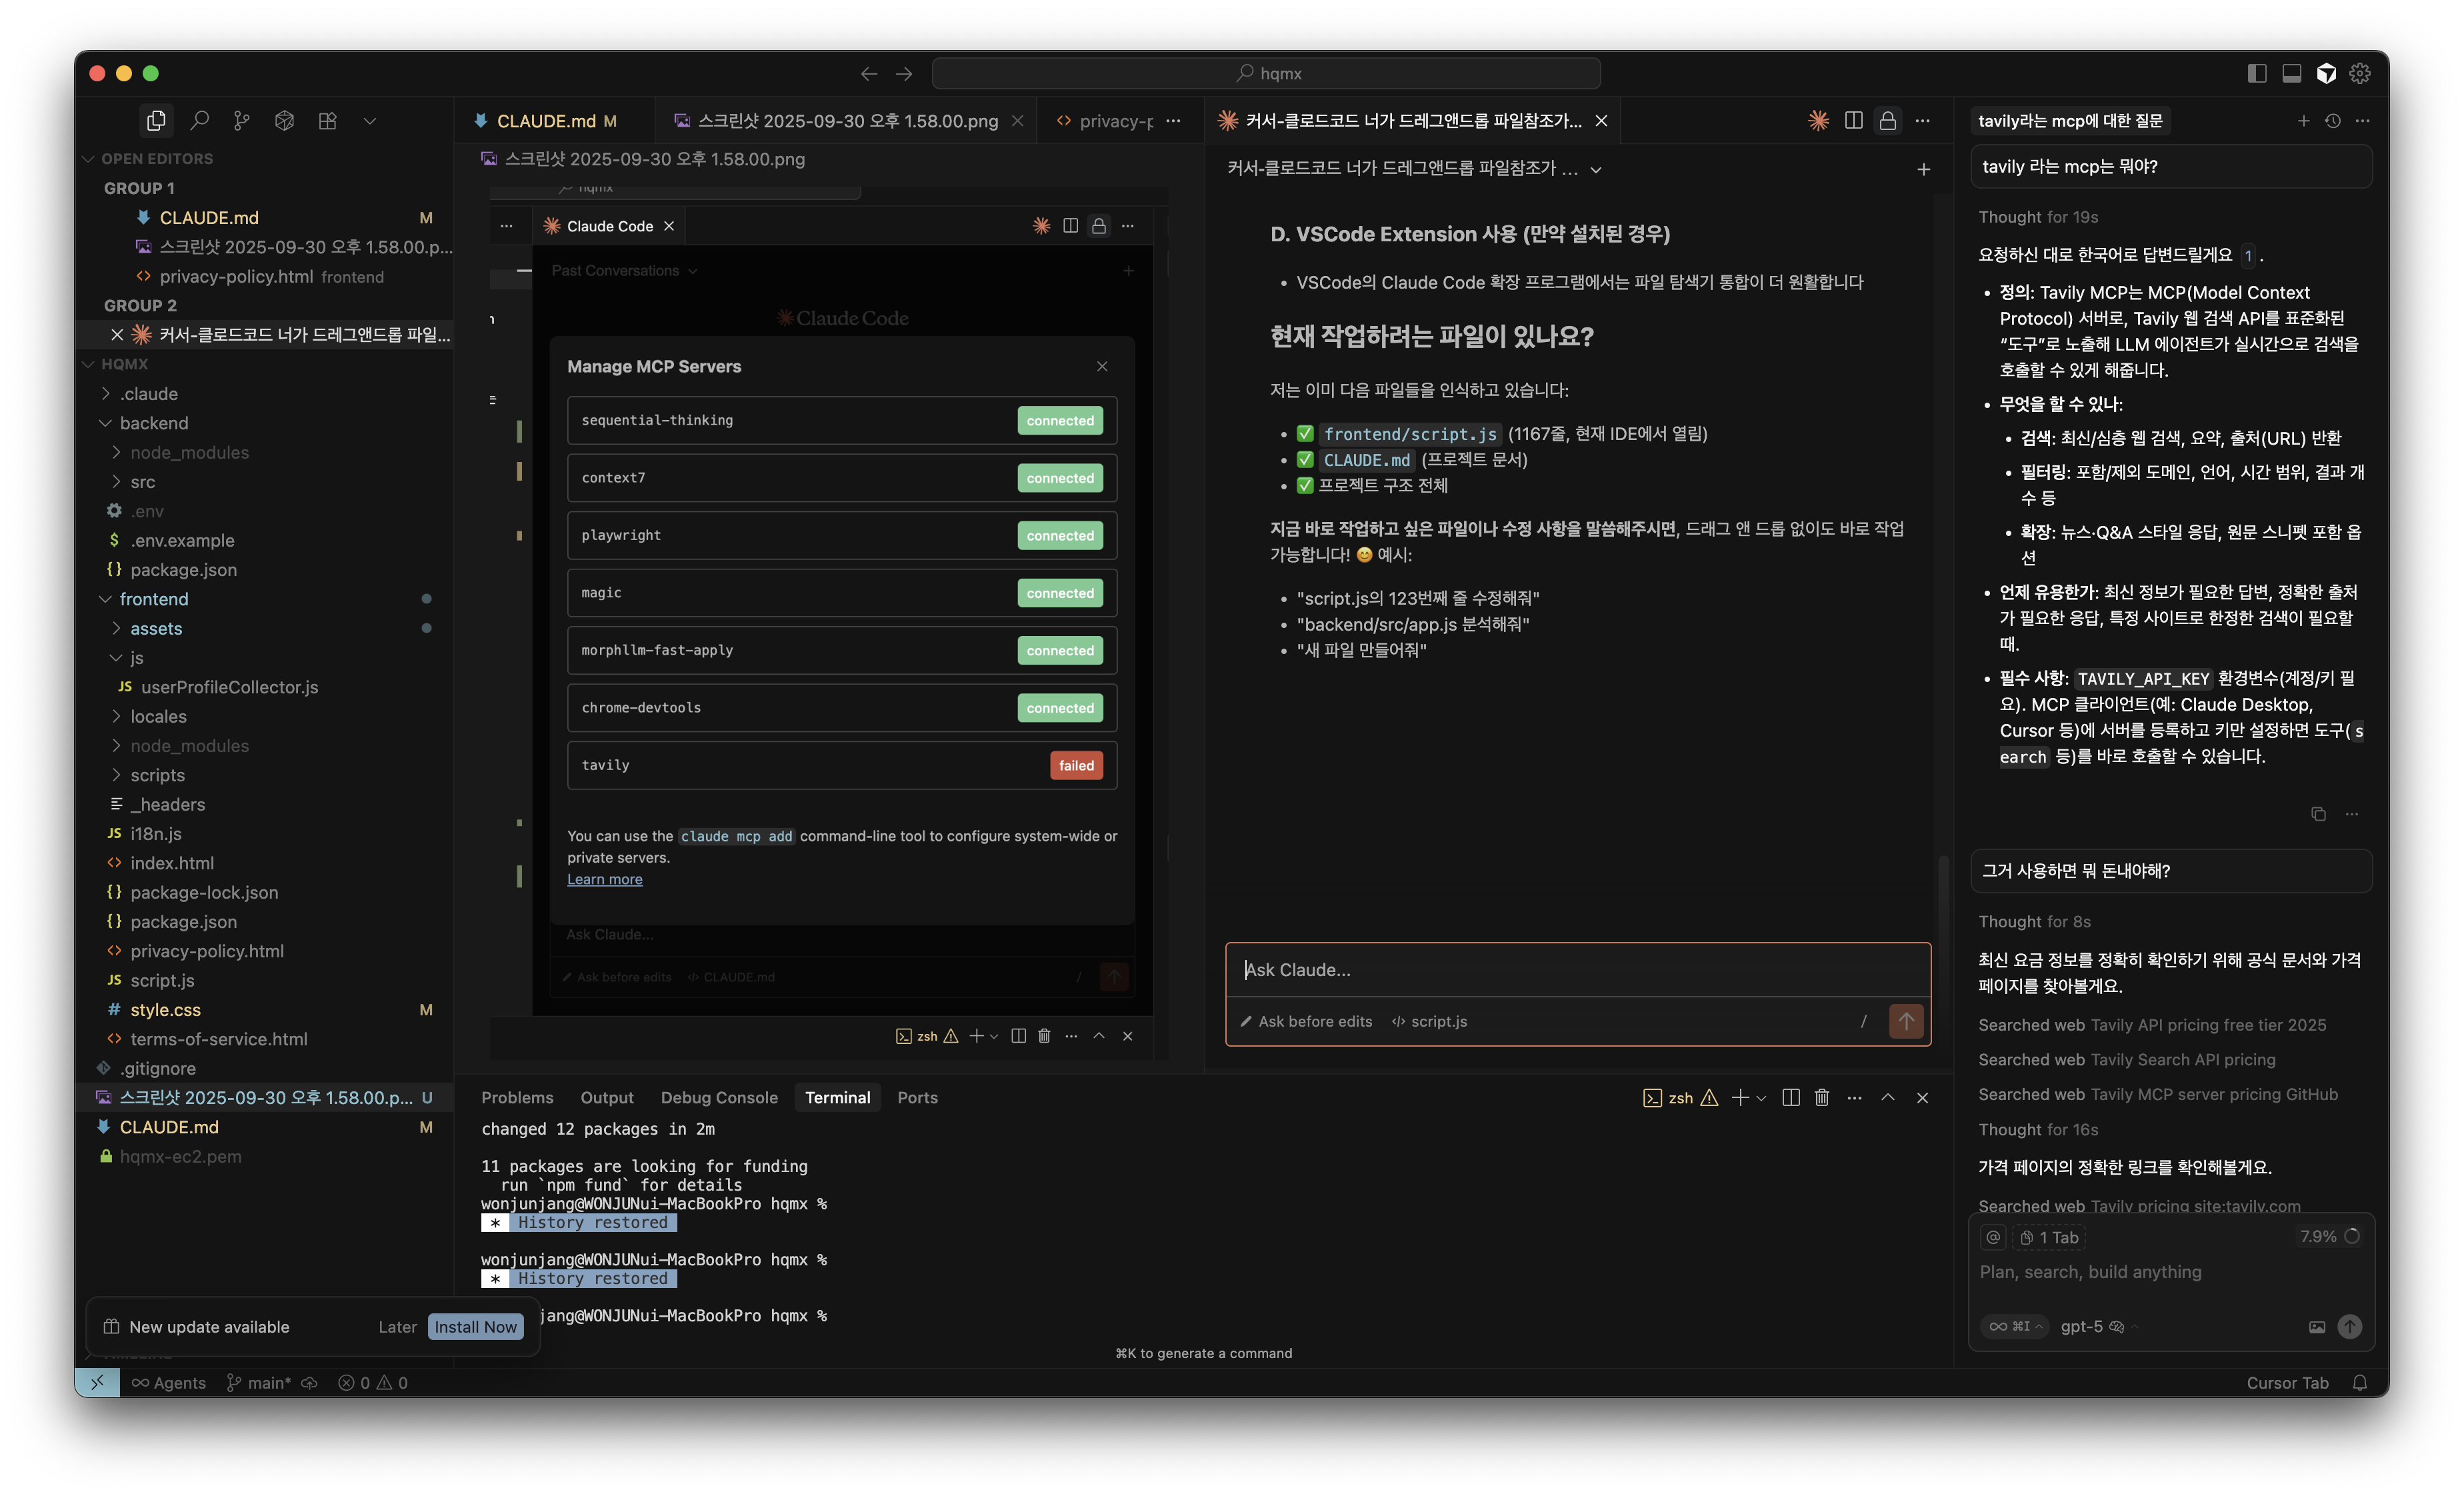 hqmx
OPEN EDITORS
GROUP 1
CLAUDE.md M
스크린샷 2025-09-30 오후 1.58.00.p...
privacy-policy.html frontend
GROUP 2
커서-클로드코드 너가 드레그앤드롭 파일...
HQMX
.claude
backend
node_modules
src
.env
.env.example
package.json
frontend
assets
js
userProfileCollector.js
locales
node_modules
scripts
_headers
i18n.js
index.html
package-lock.json
package.json
privacy-policy.html
script.js
style.css M
terms-of-service.html
.gitignore
스크린샷 2025-09-30 오후 1.58.00.p... U
CLAUDE.md M
hqmx-ec2.pem
New update available Later Install Now
CLAUDE.md M
스크린샷 2025-09-30 오후 1.58.00.png
privacy-p
스크린샷 2025-09-30 오후 1.58.00.png
hqmx
Claude Code
Past Conversations
Claude Code
Manage MCP Servers
sequential-thinking connected
context7 connected
playwright connected
magic connected
morphllm-fast-apply connected
chrome-devtools connected
tavily failed
You can use the claude mcp add command-line tool to configure system-wide or
private servers.
Learn more
Ask Claude...
Ask before edits CLAUDE.md /
zsh
커서-클로드코드 너가 드레그앤드롭 파일참조가...
커서-클로드코드 너가 드레그앤드롭 파일참조가 ...
D. VSCode Extension 사용 (만약 설치된 경우)
• VSCode의 Claude Code 확장 프로그램에서는 파일 탐색기 통합이 더 원활합니다
현재 작업하려는 파일이 있나요?
저는 이미 다음 파일들을 인식하고 있습니다:
• ✅ frontend/script.js (1167줄, 현재 IDE에서 열림)
• ✅ CLAUDE.md (프로젝트 문서)
• ✅ 프로젝트 구조 전체
지금 바로 작업하고 싶은 파일이나 수정 사항을 말씀해주시면, 드래그 앤 드롭 없이도 바로 작업
가능합니다! 😊 예시:
• "script.js의 123번째 줄 수정해줘"
• "backend/src/app.js 분석해줘"
• "새 파일 만들어줘"
Ask Claude...
Ask before edits script.js /
Problems Output Debug Console Terminal Ports
zsh
changed 12 packages in 2m
11 packages are looking for funding
run `npm fund` for details
wonjunjang@WONJUNui-MacBookPro hqmx %
* History restored
wonjunjang@WONJUNui-MacBookPro hqmx %
* History restored
jang@WONJUNui-MacBookPro hqmx %
⌘K to generate a command
tavily라는 mcp에 대한 질문
tavily 라는 mcp는 뭐야?
Thought for 19s
요청하신 대로 한국어로 답변드릴게요 1 .
• 정의: Tavily MCP는 MCP(Model Context
Protocol) 서버로, Tavily 웹 검색 API를 표준화된
“도구”로 노출해 LLM 에이전트가 실시간으로 검색을
호출할 수 있게 해줍니다.
• 무엇을 할 수 있나:
• 검색: 최신/심층 웹 검색, 요약, 출처(URL) 반환
• 필터링: 포함/제외 도메인, 언어, 시간 범위, 결과 개
수 등
• 확장: 뉴스·Q&A 스타일 응답, 원문 스니펫 포함 옵
션
• 언제 유용한가: 최신 정보가 필요한 답변, 정확한 출처
가 필요한 응답, 특정 사이트로 한정한 검색이 필요할
때.
• 필수 사항: TAVILY_API_KEY 환경변수(계정/키 필
요). MCP 클라이언트(예: Claude Desktop,
Cursor 등)에 서버를 등록하고 키만 설정하면 도구(s
earch 등)를 바로 호출할 수 있습니다.
그거 사용하면 뭐 돈내야해?
Thought for 8s
최신 요금 정보를 정확히 확인하기 위해 공식 문서와 가격
페이지를 찾아볼게요.
Searched web Tavily API pricing free tier 2025
Searched web Tavily Search API pricing
Searched web Tavily MCP server pricing GitHub
Thought for 16s
가격 페이지의 정확한 링크를 확인해볼게요.
Searched web Tavily pricing site:tavily.com
@ 1 Tab 7.9%
Plan, search, build anything
∞ ⌘I gpt-5
Agents main* 0 0 Cursor Tab